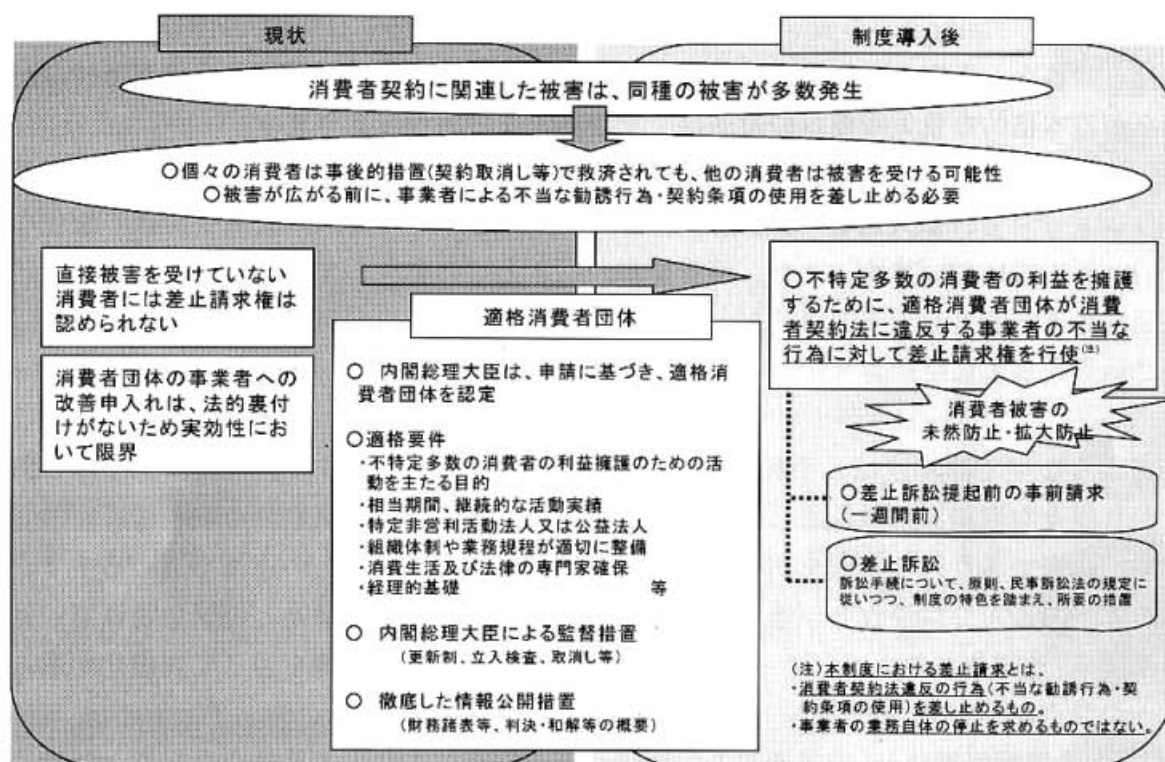 現状
制度導入後
消費者契約に関連した被害は、同種の被害が多数発生
○個々の消費者は事後的措置(契約取消し等)で救済されても、他の消費者は被害を受ける可能性
○被害が広がる前に、事業者による不当な勧誘行為・契約条項の使用を差し止める必要
直接被害を受けていない
消費者には差止請求権は
認められない
消費者団体の事業者への
改善申入れは、法的裏付
けがないため実効性にお
いて限界
適格消費者団体
○ 内閣総理大臣は、申請に基づき、適格消
費者団体を認定
○適格要件
・不特定多数の消費者の利益擁護のための活
動を主たる目的
・相当期間、継続的な活動実績
・特定非営利活動法人又は公益法人
・組織体制や業務規程が適切に整備
・消費生活及び法律の専門家確保
・経理的基礎 等
○ 内閣総理大臣による監督措置
(更新制、立入検査、取消し等)
○ 徹底した情報公開措置
(財務諸表等、判決・和解等の概要)
○不特定多数の消費者の利益を擁護
するために、適格消費者団体が消費
者契約法に違反する事業者の不当な
行為に対して差止請求権を行使(注)
消費者被害の
未然防止・拡大防止
○差止訴訟提起前の事前請求
(一週間前)
○差止訴訟
訴訟手続について、原則、民事訴訟法の規定に
従いつつ、制度の特色を踏まえ、所要の措置
(注)本制度における差止請求とは、
・消費者契約法違反の行為(不当な勧誘行為・契
約条項の使用)を差し止めるもの。
・事業者の業務自体の停止を求めるものではない。